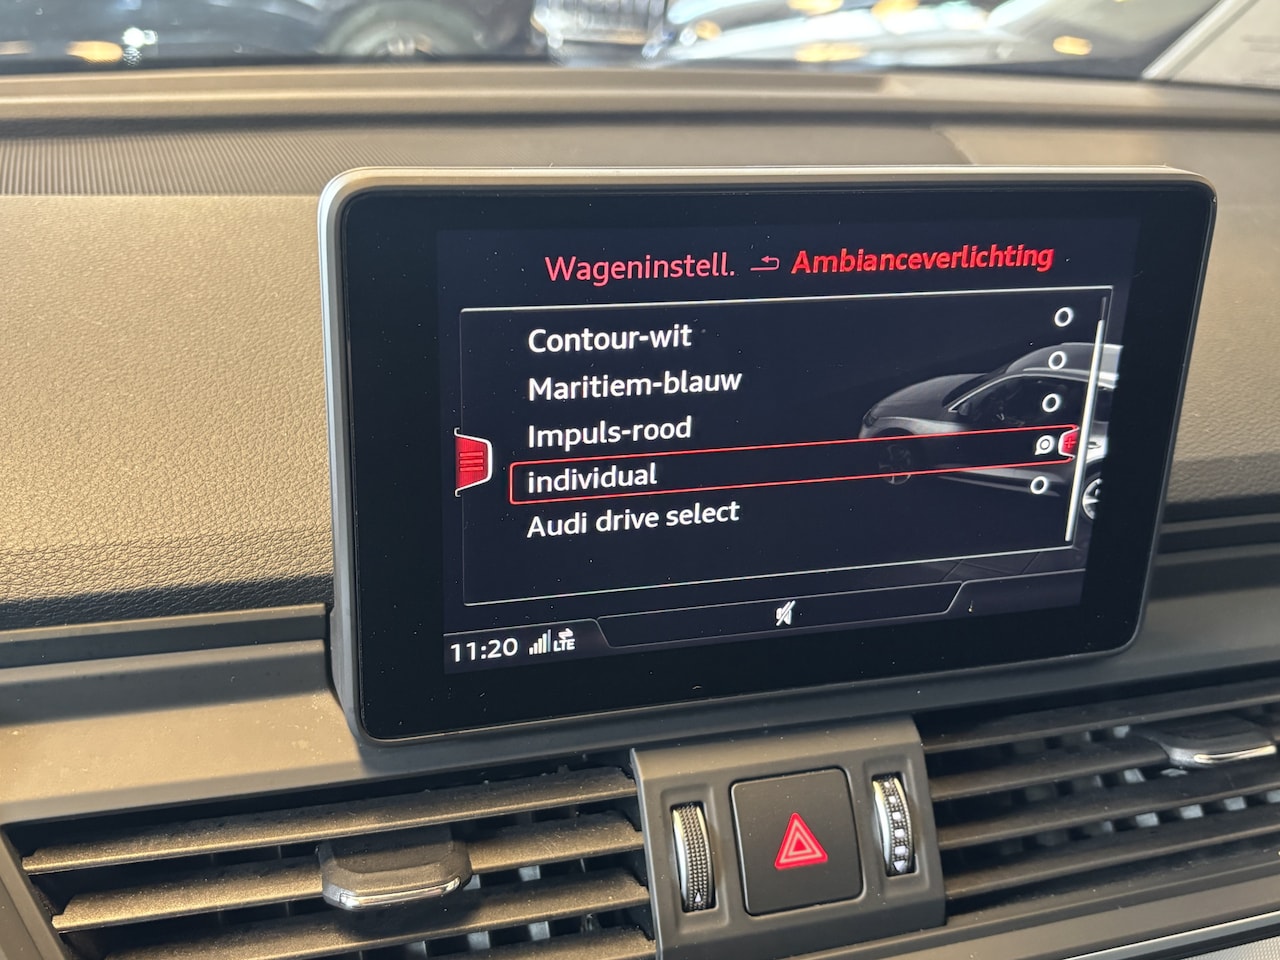 Wageninstell. Ambianceverlichting
Contour-wit
Maritiem-blauw
Impuls-rood
individual
Audi drive select
11:20 LTE